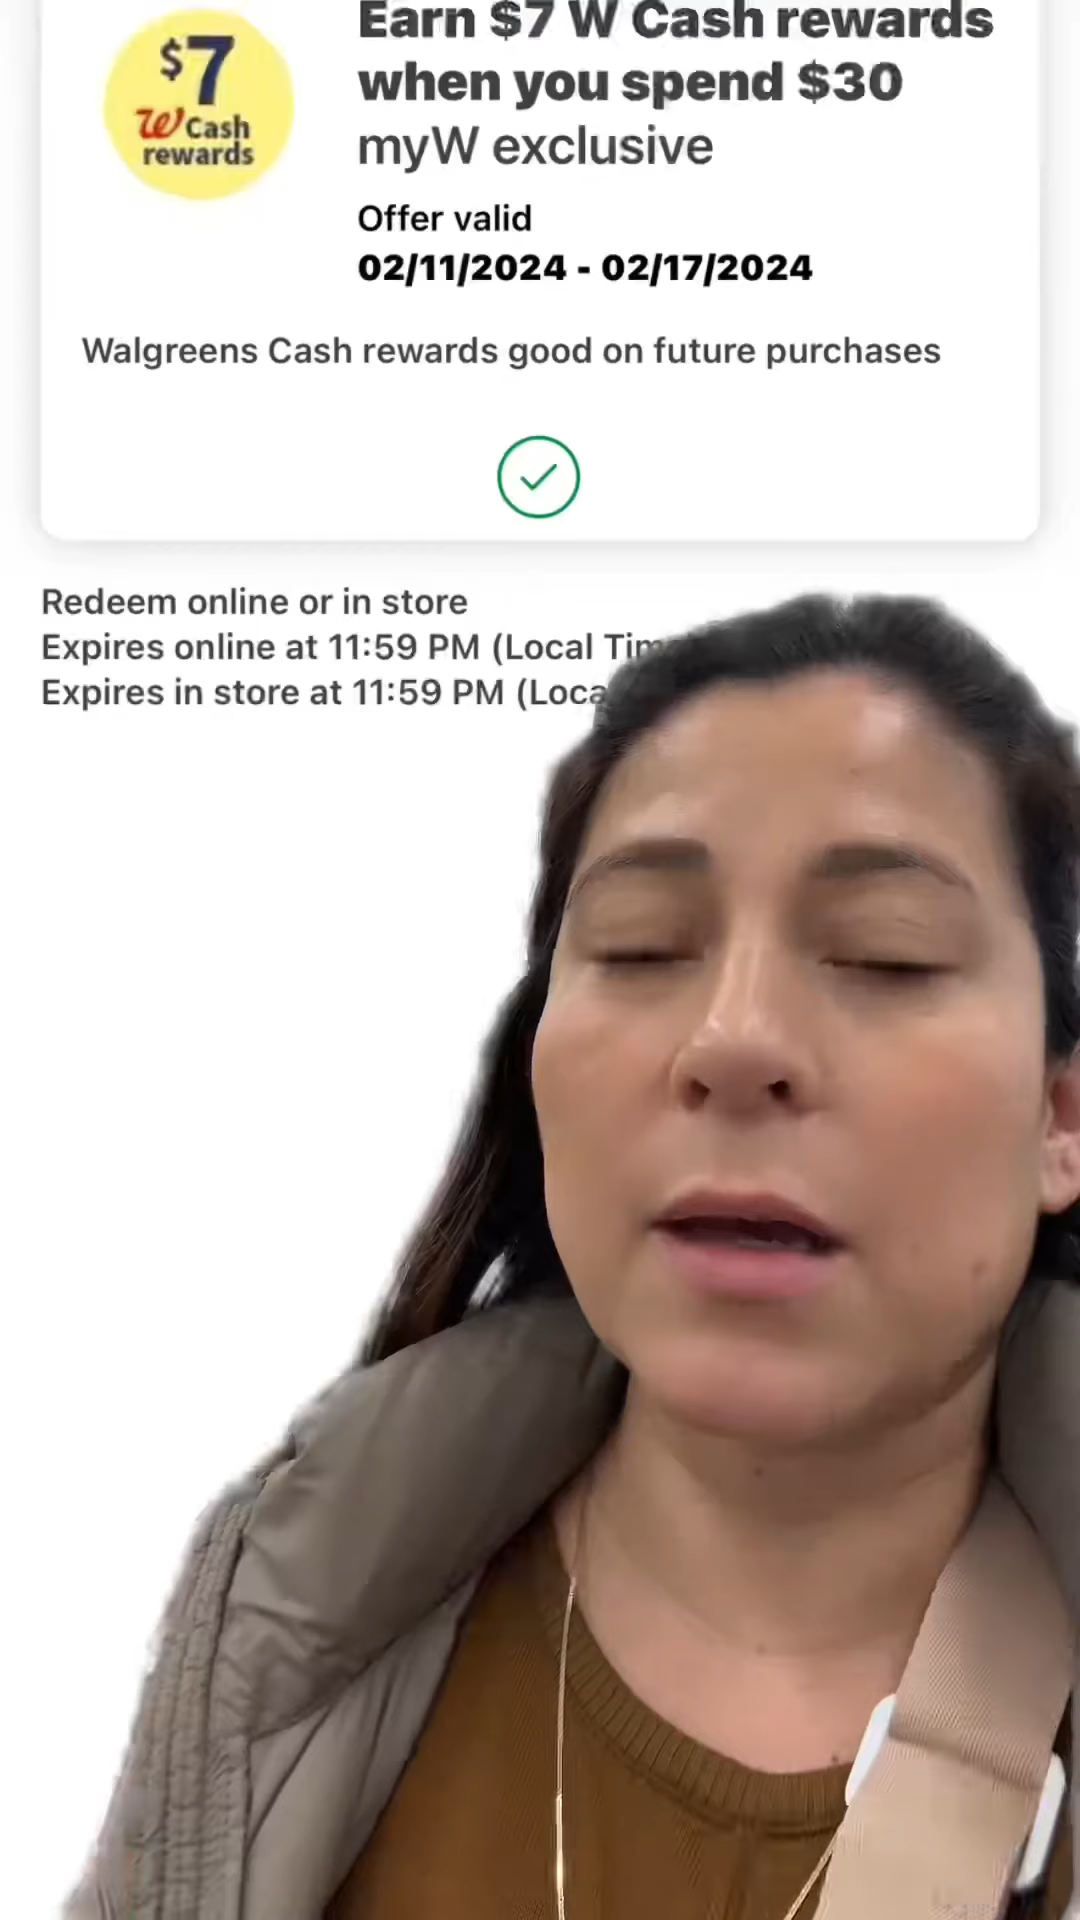 $7
W Cash
rewards
Earn $7 W Cash rewards
when you spend $30
myW exclusive
Offer valid
02/11/2024 - 02/17/2024
Walgreens Cash rewards good on future purchases
Redeem online or in store
Expires online at 11:59 PM (Local Tim
Expires in store at 11:59 PM (Loca